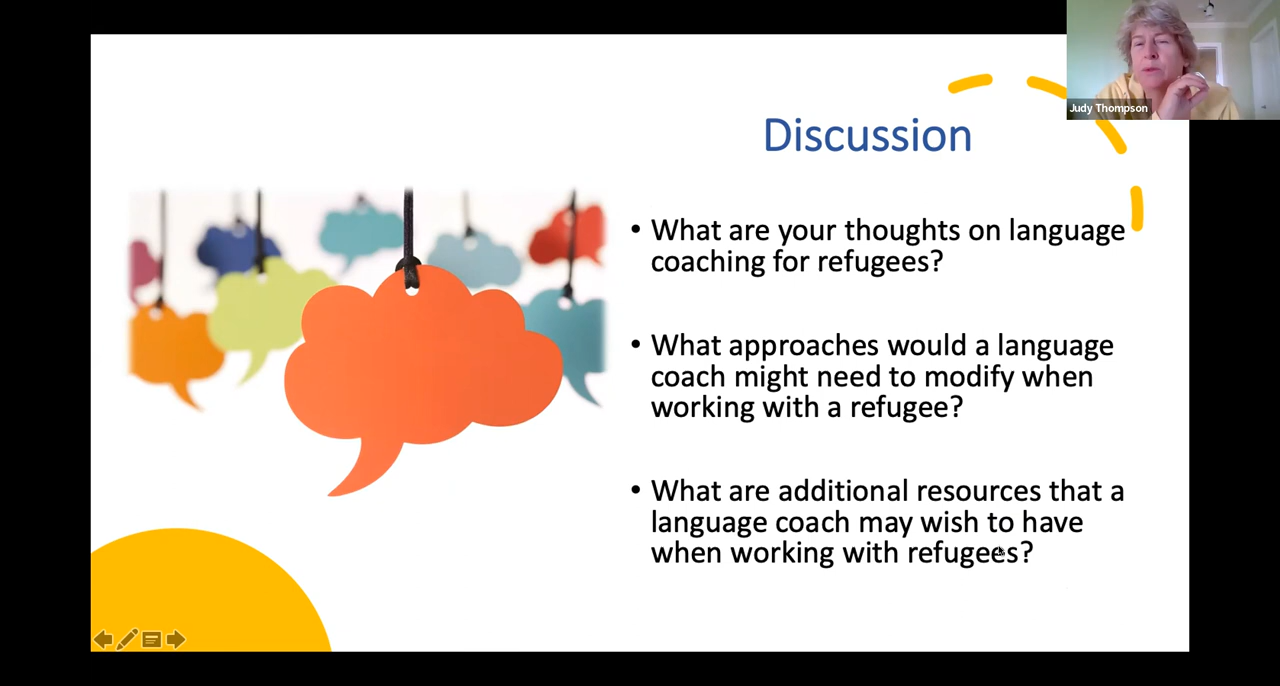 Judy Thompson
Discussion
• What are your thoughts on language
coaching for refugees?
• What approaches would a language
coach might need to modify when
working with a refugee?
• What are additional resources that a
language coach may wish to have
when working with refugees?